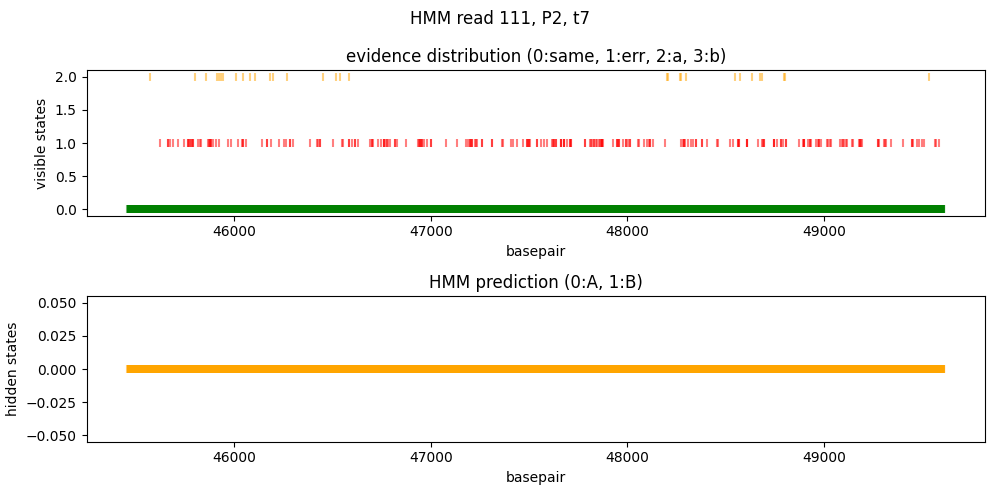 HMM read 111, P2, t7
evidence distribution (0:same, 1:err, 2:a, 3:b)
visible states
2.0
1.5
1.0
0.5
0.0
46000 47000 48000 49000
basepair
HMM prediction (0:A, 1:B)
hidden states
0.050
0.025
0.000
−0.025
−0.050
46000 47000 48000 49000
basepair